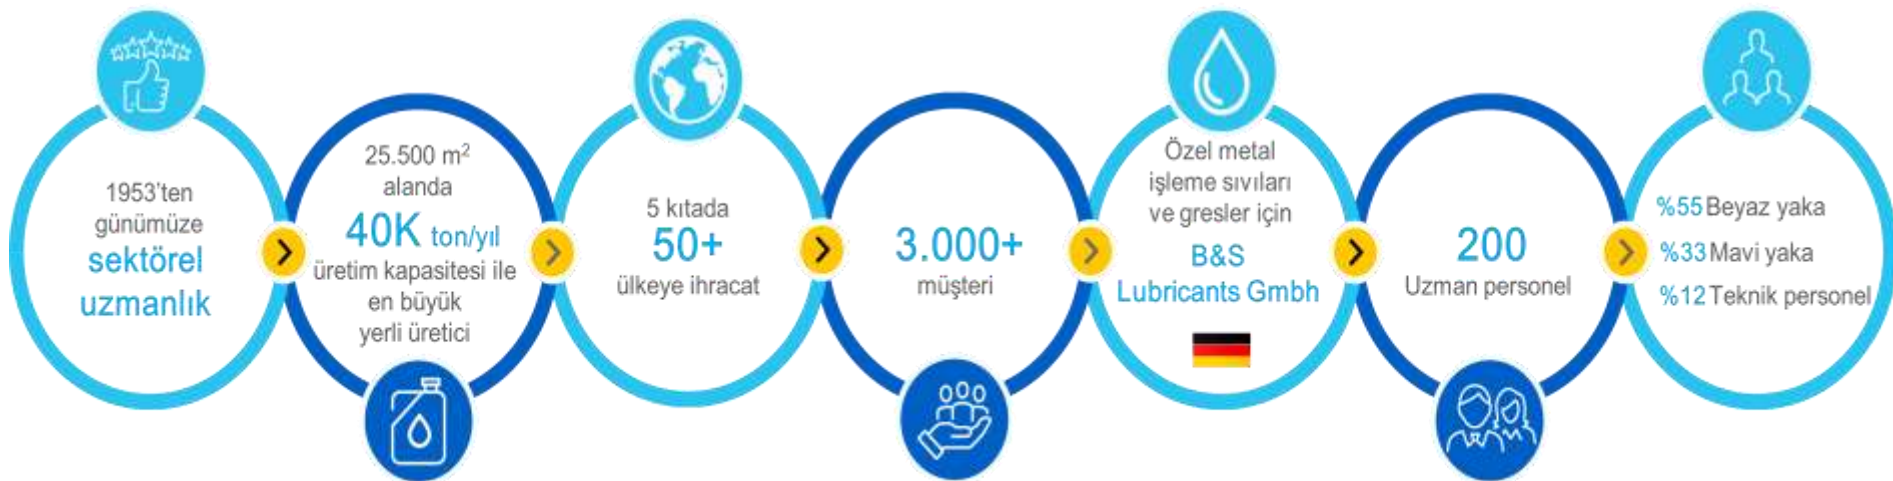 1953'ten
günümüze
sektörel
uzmanlık
25.500 m²
alanda
40K ton/yıl
üretim kapasitesi ile
en büyük
yerli üretici
5 kıtada
50+
ülkeye ihracat
3.000+
müşteri
Özel metal
işleme sıvıları
ve gresler için
B&S
Lubricants Gmbh
200
Uzman personel
%55 Beyaz yaka
%33 Mavi yaka
%12 Teknik personel